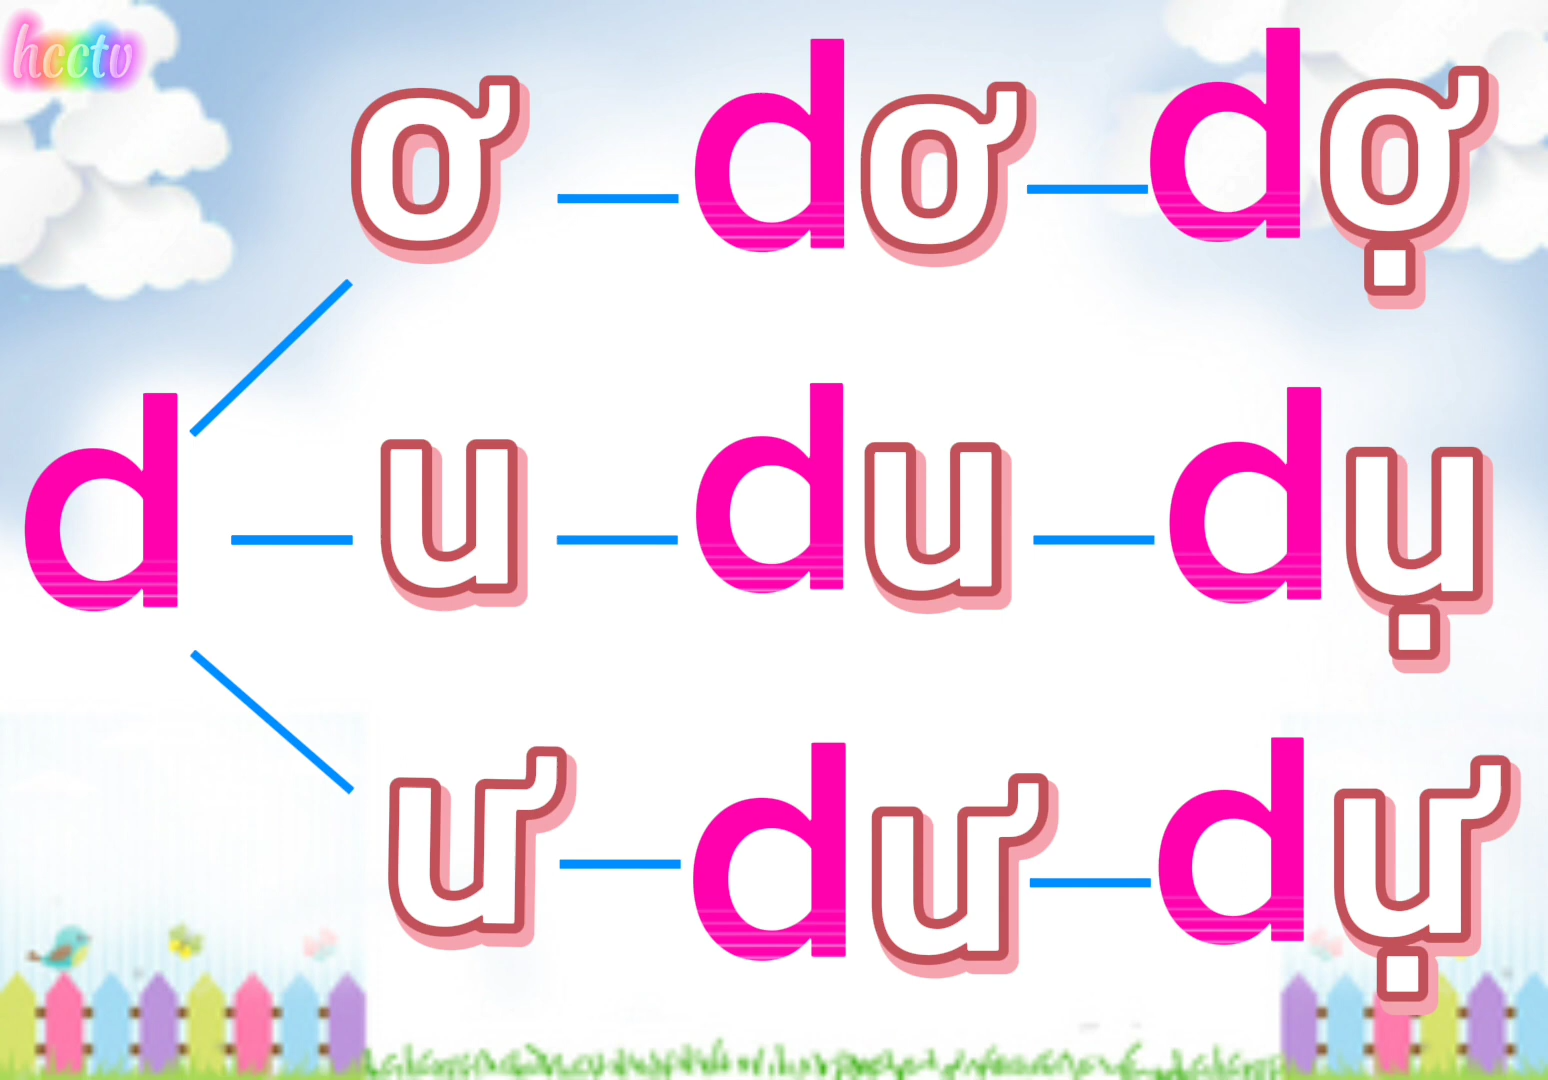 hcctv
ơ dơ dợ
d u du dụ
ư dư dự